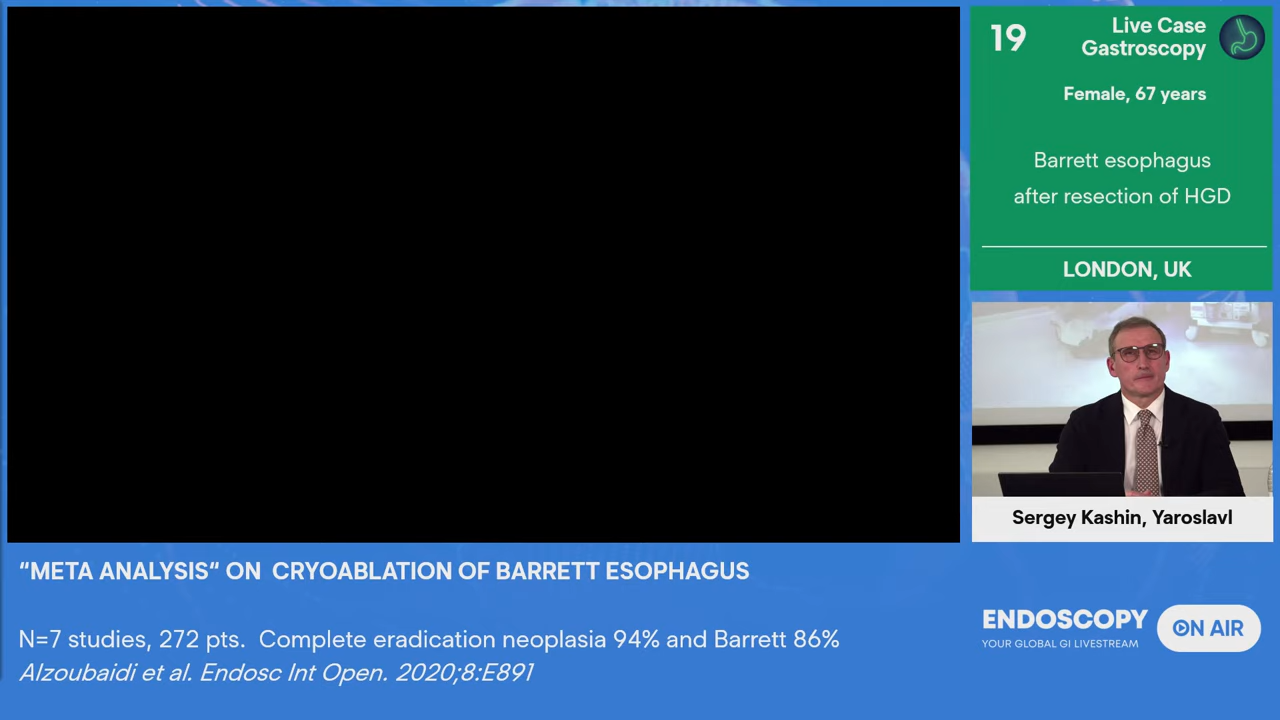 19
Live Case
Gastroscopy
Female, 67 years
Barrett esophagus
after resection of HGD
LONDON, UK
Sergey Kashin, Yaroslavl
“META ANALYSIS“ ON  CRYOABLATION OF BARRETT ESOPHAGUS
N=7 studies, 272 pts.  Complete eradication neoplasia 94% and Barrett 86%
Alzoubaidi et al. Endosc Int Open. 2020;8:E891
ENDOSCOPY
YOUR GLOBAL GI LIVESTREAM
ON AIR